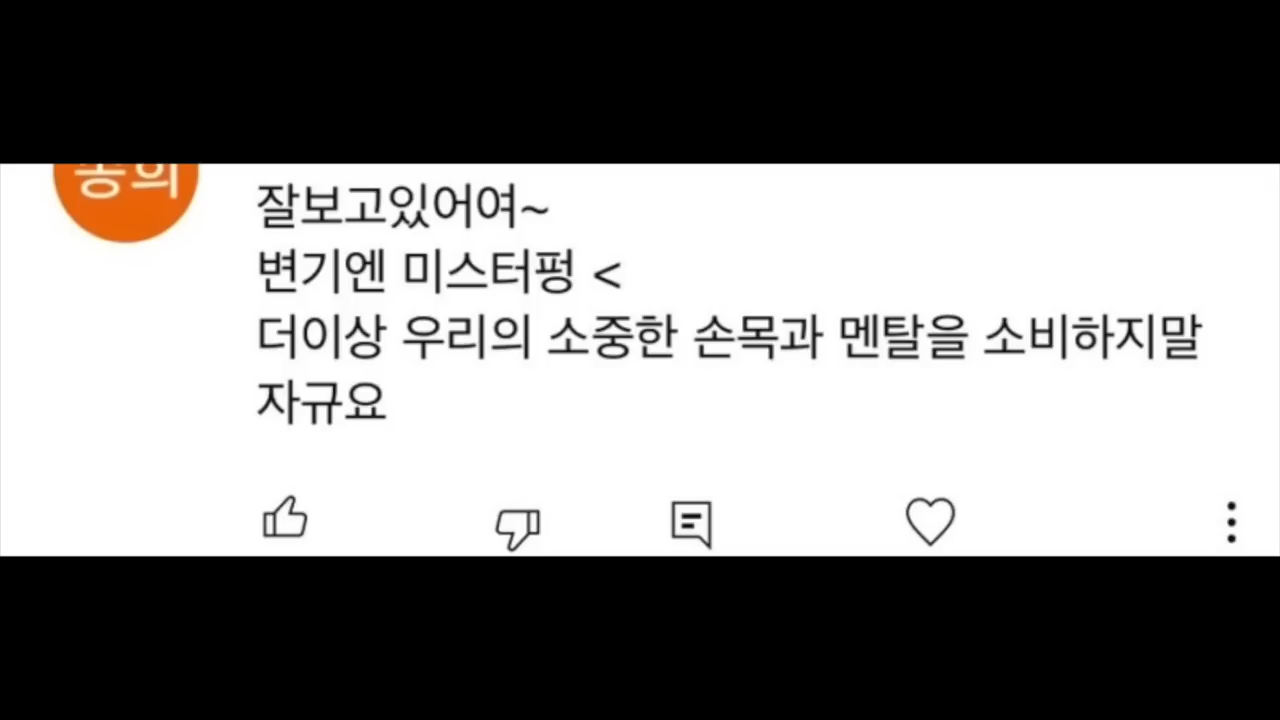 잘보고있어여~
변기엔 미스터펑 <
더이상 우리의 소중한 손목과 멘탈을 소비하지말
자규요